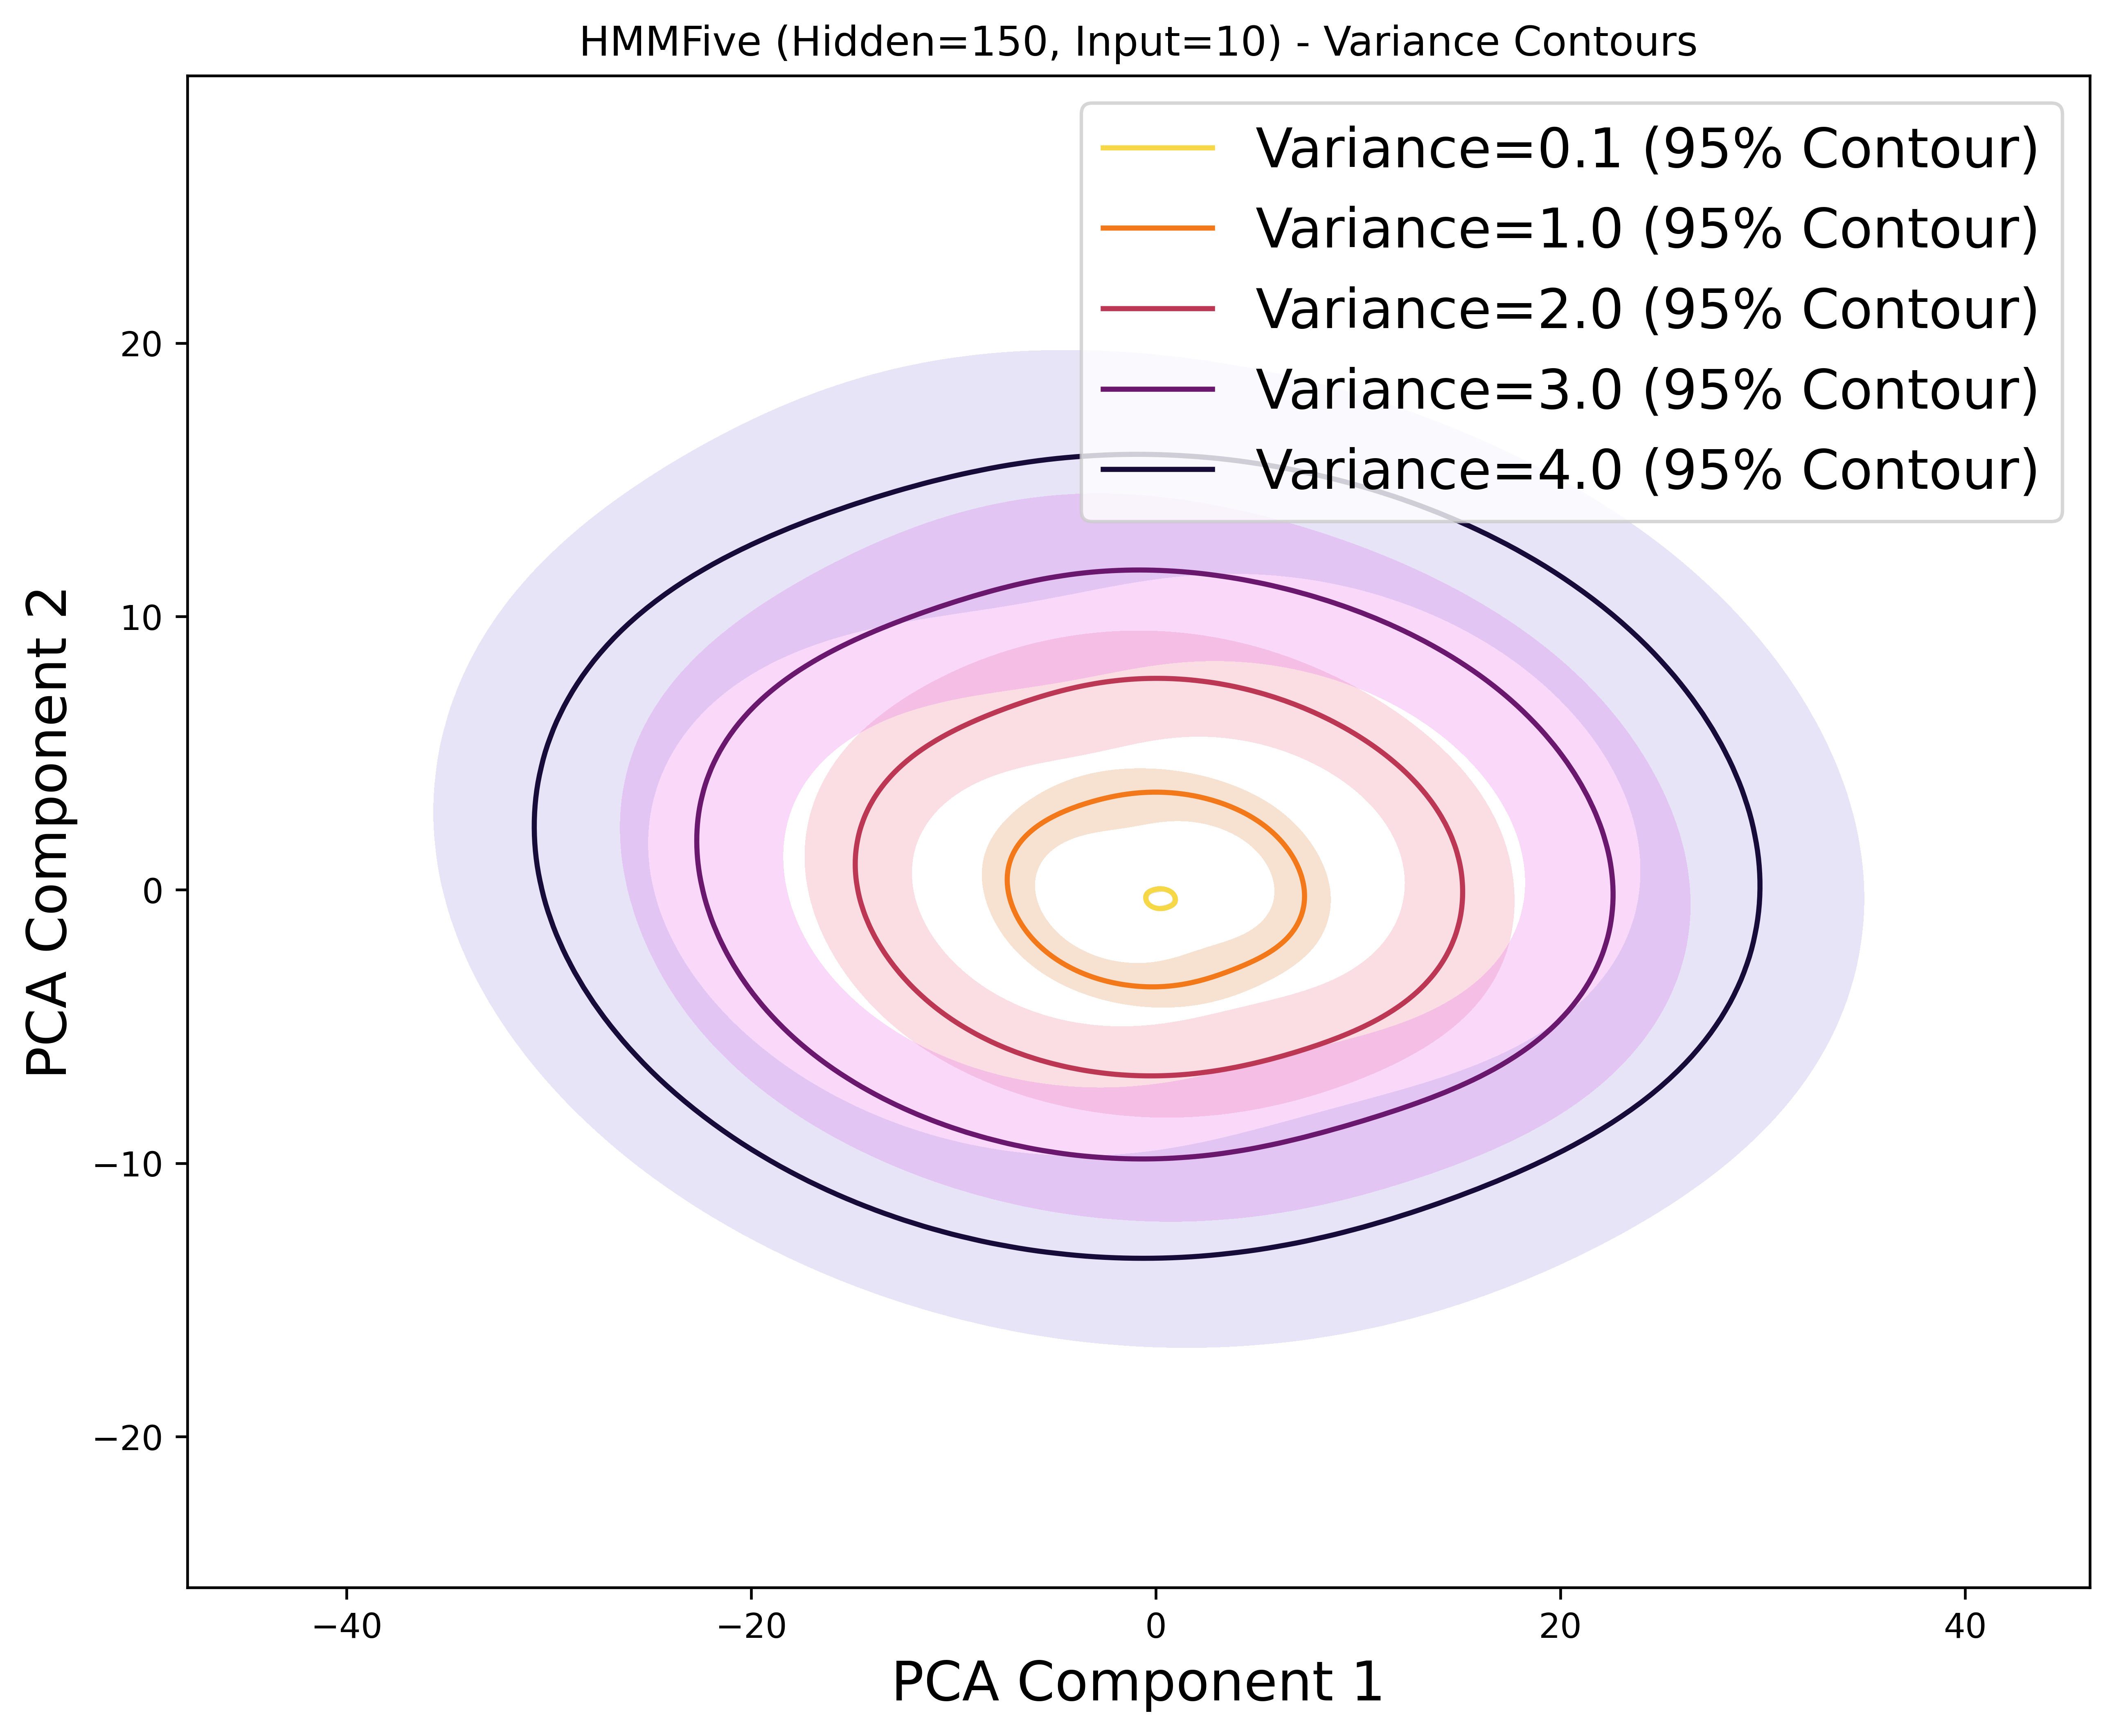 HMMFive (Hidden=150, Input=10) - Variance Contours
Variance=0.1 (95% Contour)
Variance=1.0 (95% Contour)
Variance=2.0 (95% Contour)
Variance=3.0 (95% Contour)
Variance=4.0 (95% Contour)
PCA Component 2
20
10
0
−10
−20
−40
−20
0
20
40
PCA Component 1